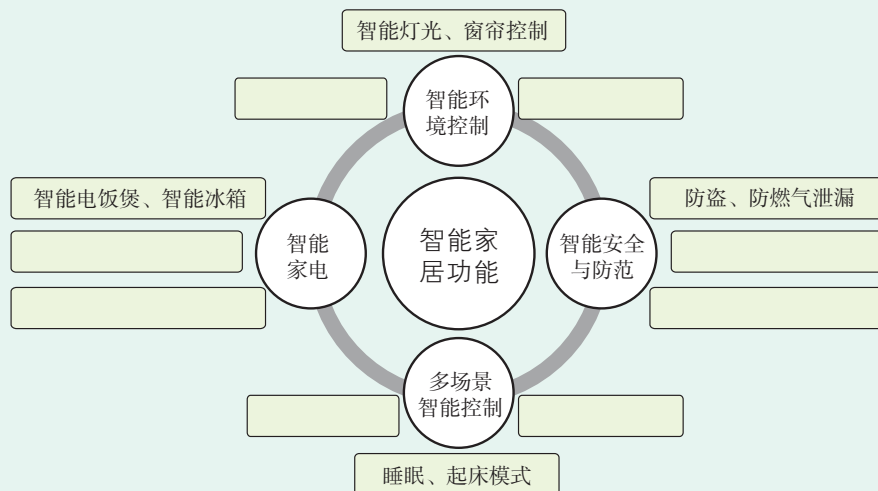 智能灯光、窗帘控制
智能环
境控制
智能电饭煲、智能冰箱
防盗、防燃气泄漏
智能
家电
智能家
居功能
智能安全
与防范
多场景
智能控制
睡眠、起床模式